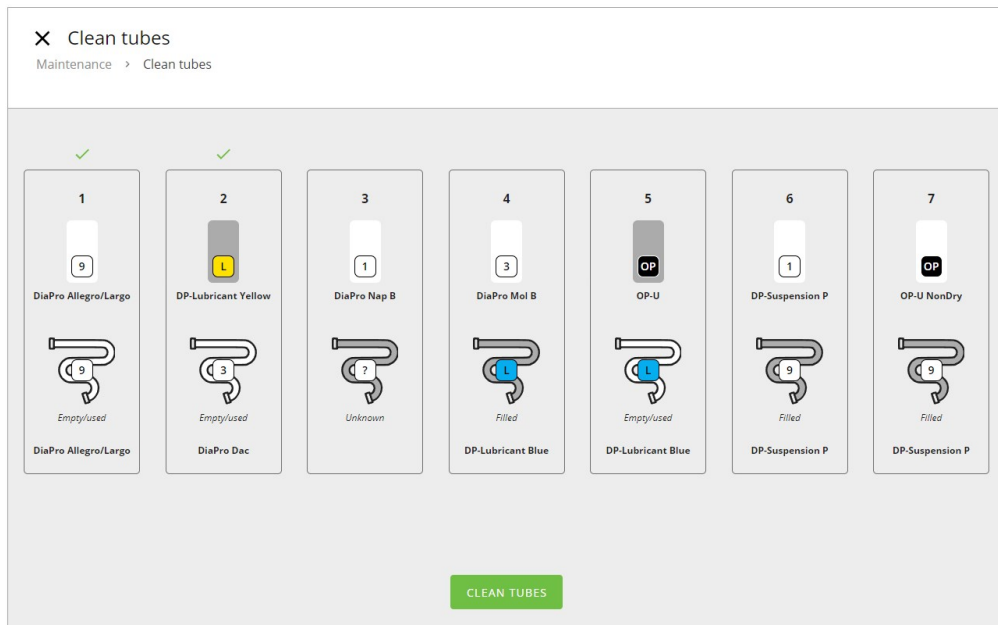 Clean tubes
Maintenance > Clean tubes
1 2 3 4 5 6 7
9 L 1 3 OP 1 OP
DiaPro Allegro/Largo DP-Lubricant Yellow DiaPro Nap B DiaPro Mol B OP-U DP-Suspension P OP-U NonDry
9 3 ? L L 9 9
Empty/used Empty/used Unknown Filled Empty/used Filled Filled
DiaPro Allegro/Largo DiaPro Dac DP-Lubricant Blue DP-Lubricant Blue DP-Suspension P DP-Suspension P
CLEAN TUBES